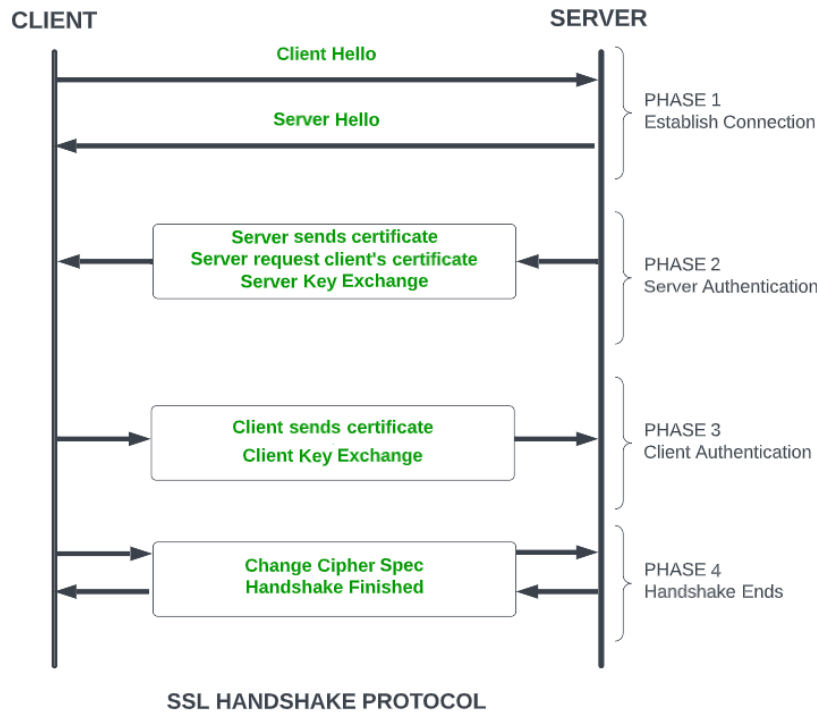 CLIENT
SERVER
Client Hello
PHASE 1
Establish Connection
Server Hello
Server sends certificate
Server request client's certificate
Server Key Exchange
PHASE 2
Server Authentication
Client sends certificate
Client Key Exchange
PHASE 3
Client Authentication
Change Cipher Spec
Handshake Finished
PHASE 4
Handshake Ends
SSL HANDSHAKE PROTOCOL